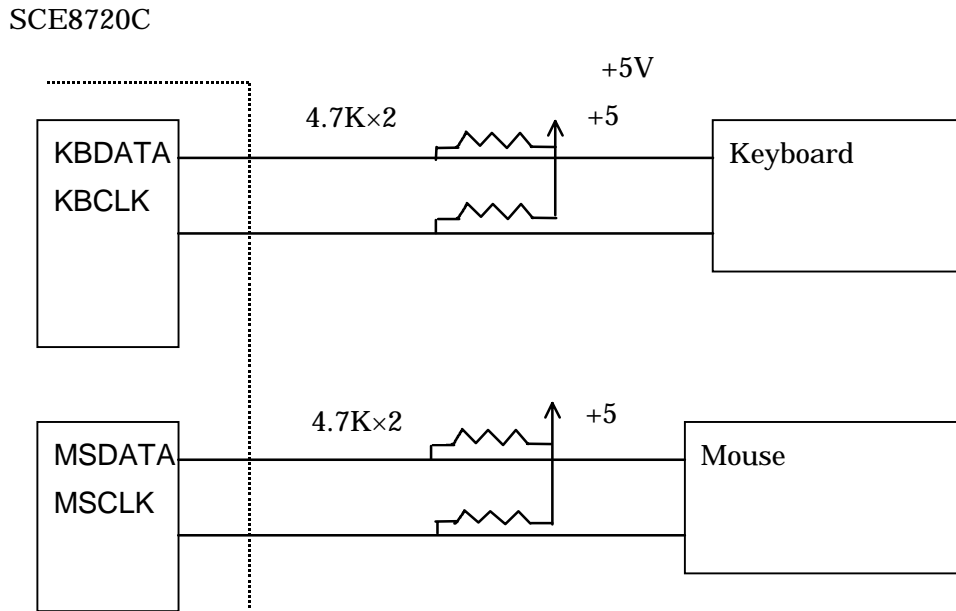 SCE8720C
+5V
4.7K×2
+5
KBDATA
KBCLK
Keyboard
4.7K×2
+5
MSDATA
MSCLK
Mouse